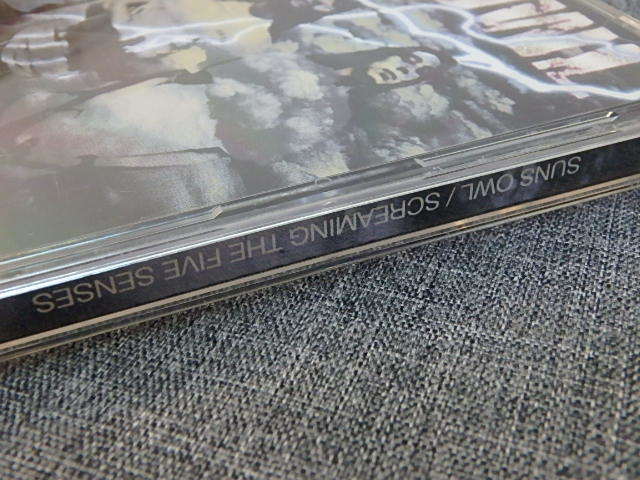 SUNS OWL / SCREAMING THE FIVE SENSES